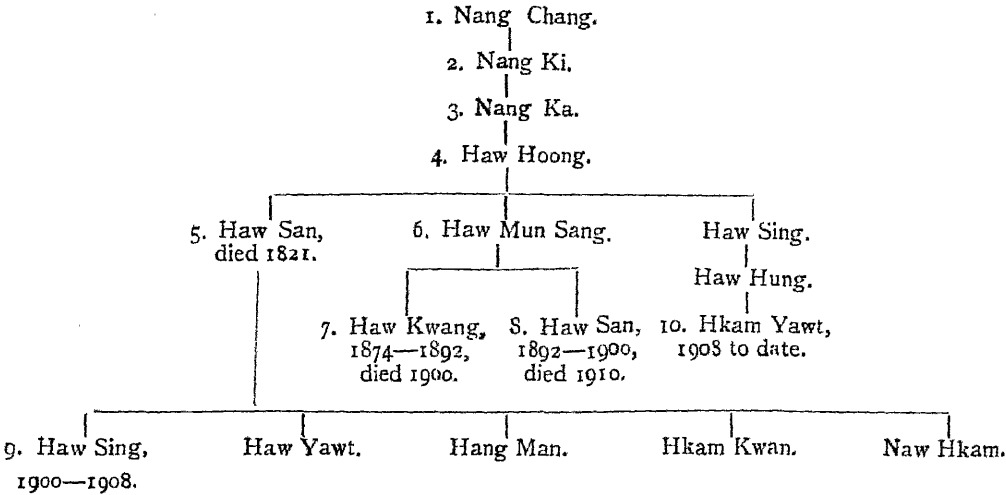 1. Nang Chang.
2. Nang Ki.
3. Nang Ka.
4. Haw Hoong.
5. Haw San,
died 1821.
6. Haw Mun Sang.
Haw Sing.
Haw Hung.
7. Haw Kwang,
1874—1892,
died 1900.
8. Haw San,
1892—1900,
died 1910.
10. Hkam Yawt,
1908 to date.
9. Haw Sing,
1900—1908.
Haw Yawt.
Hang Man.
Hkam Kwan.
Naw Hkam.